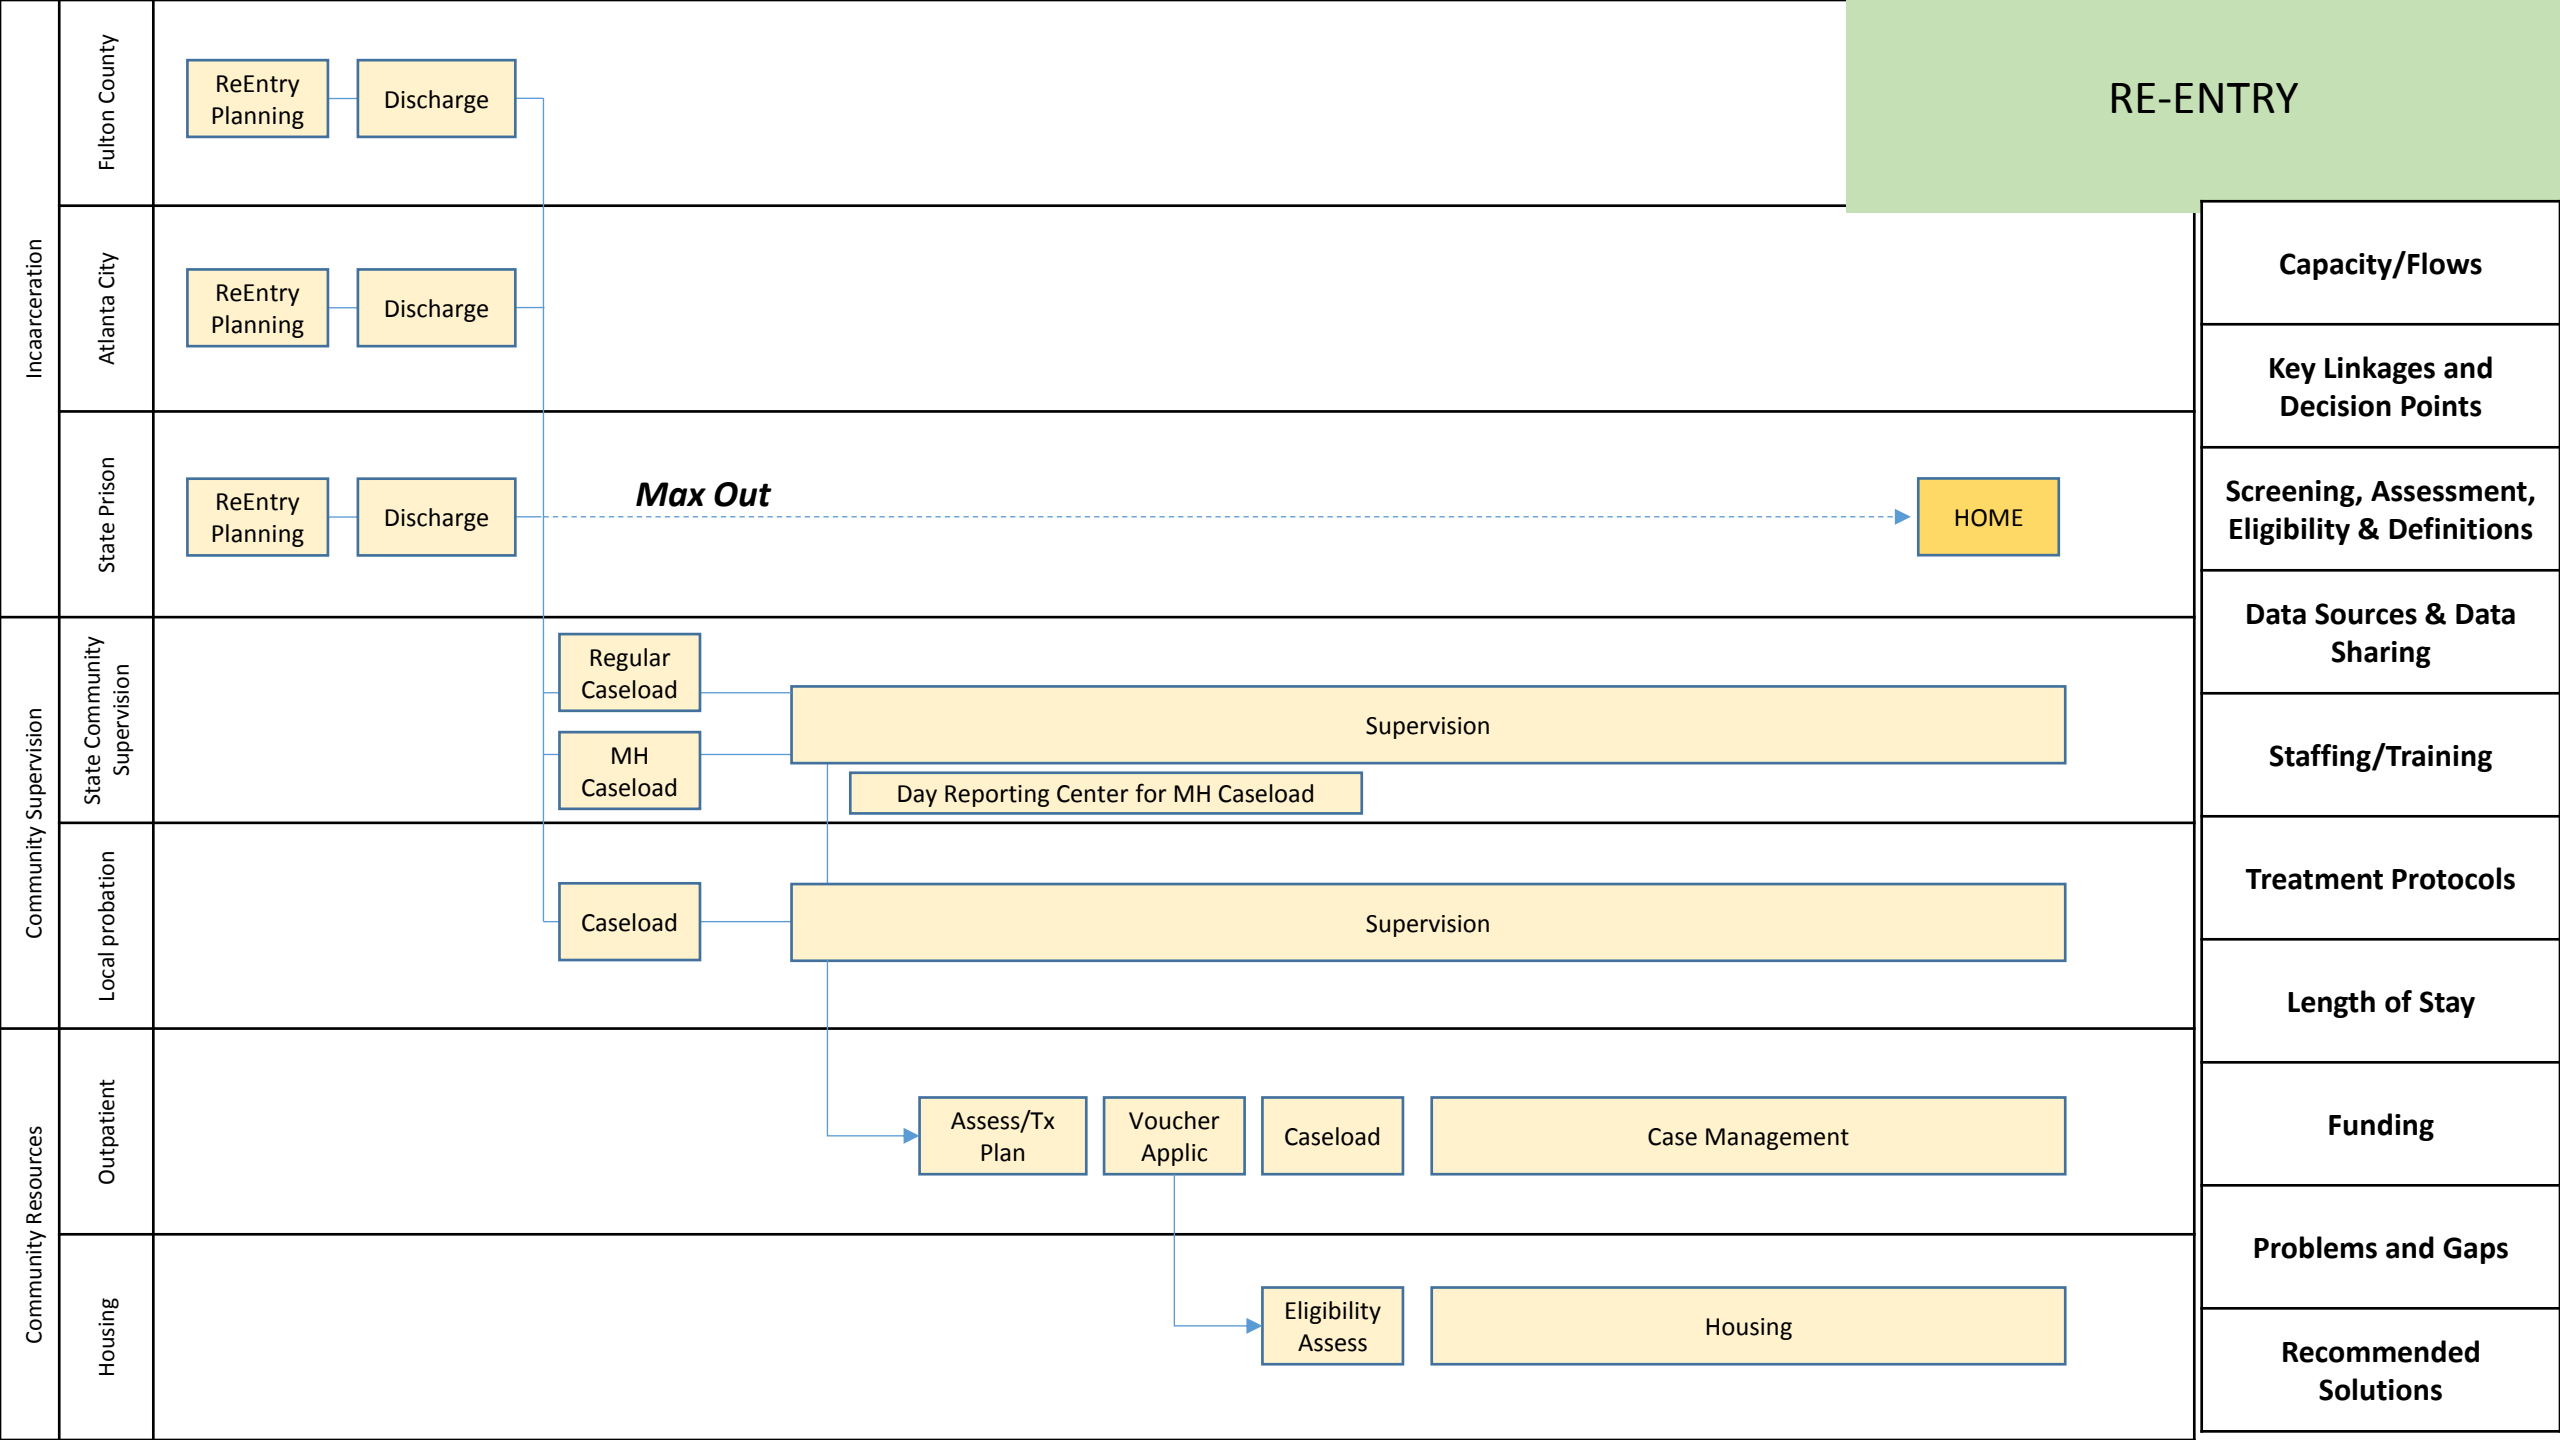 RE-ENTRY
Incarceration
Fulton County
ReEntry
Planning
Discharge
Atlanta City
ReEntry
Planning
Discharge
State Prison
ReEntry
Planning
Discharge
Max Out
HOME
Community Supervision
State Community
Supervision
Regular
Caseload
MH
Caseload
Supervision
Day Reporting Center for MH Caseload
Local probation
Caseload
Supervision
Community Resources
Outpatient
Assess/Tx
Plan
Voucher
Applic
Caseload
Case Management
Housing
Eligibility
Assess
Housing
Capacity/Flows
Key Linkages and
Decision Points
Screening, Assessment,
Eligibility & Definitions
Data Sources & Data
Sharing
Staffing/Training
Treatment Protocols
Length of Stay
Funding
Problems and Gaps
Recommended
Solutions